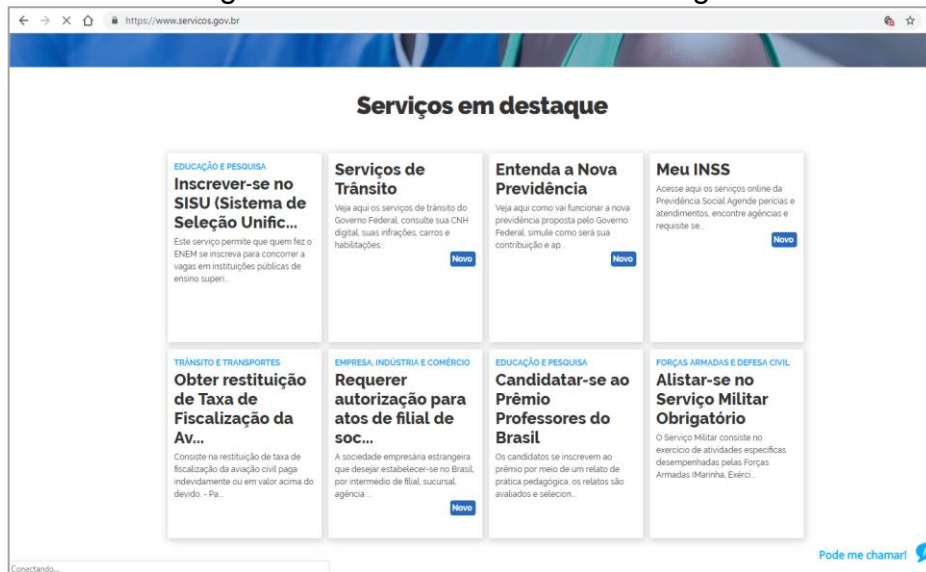 https://www.servicos.gov.br
Serviços em destaque
EDUCAÇÃO E PESQUISA
Inscrever-se no
SISU (Sistema de
Seleção Unific...
Este serviço permite que quem fez o
ENEM se inscreva para concorrer a
vagas em instituições públicas de
ensino superi...
Serviços de
Trânsito
Veja aqui os serviços de trânsito do
Governo Federal, consulte sua CNH
digital, suas infrações, carros e
habilitações...
Novo
Entenda a Nova
Previdência
Veja aqui como vai funcionar a nova
previdência proposta pelo Governo
Federal, simule como será sua
contribuição e ap...
Novo
Meu INSS
Acesse aqui os serviços online da
Previdência Social Agende perícias e
atendimentos, encontre agências e
requisite se...
Novo
TRÂNSITO E TRANSPORTES
Obter restituição
de Taxa de
Fiscalização da
Av...
Consiste na restituição de taxa de
fiscalização da aviação civil paga
indevidamente ou em valor acima do
devido. - Pa...
EMPRESA, INDÚSTRIA E COMÉRCIO
Requerer
autorização para
atos de filial de
soc...
A sociedade empresária estrangeira
que desejar estabelecer-se no Brasil,
por intermédio de filial, sucursal,
agência ...
Novo
EDUCAÇÃO E PESQUISA
Candidatar-se ao
Prêmio
Professores do
Brasil
Os candidatos se inscrevem ao
prêmio por meio de um relato de
prática pedagógica, os relatos são
avaliados e selecion...
FORÇAS ARMADAS E DEFESA CIVIL
Alistar-se no
Serviço Militar
Obrigatório
O Serviço Militar consiste no
exercício de atividades específicas
desempenhadas pelas Forças
Armadas (Marinha, Exérci...
Pode me chamar!
Conectando...